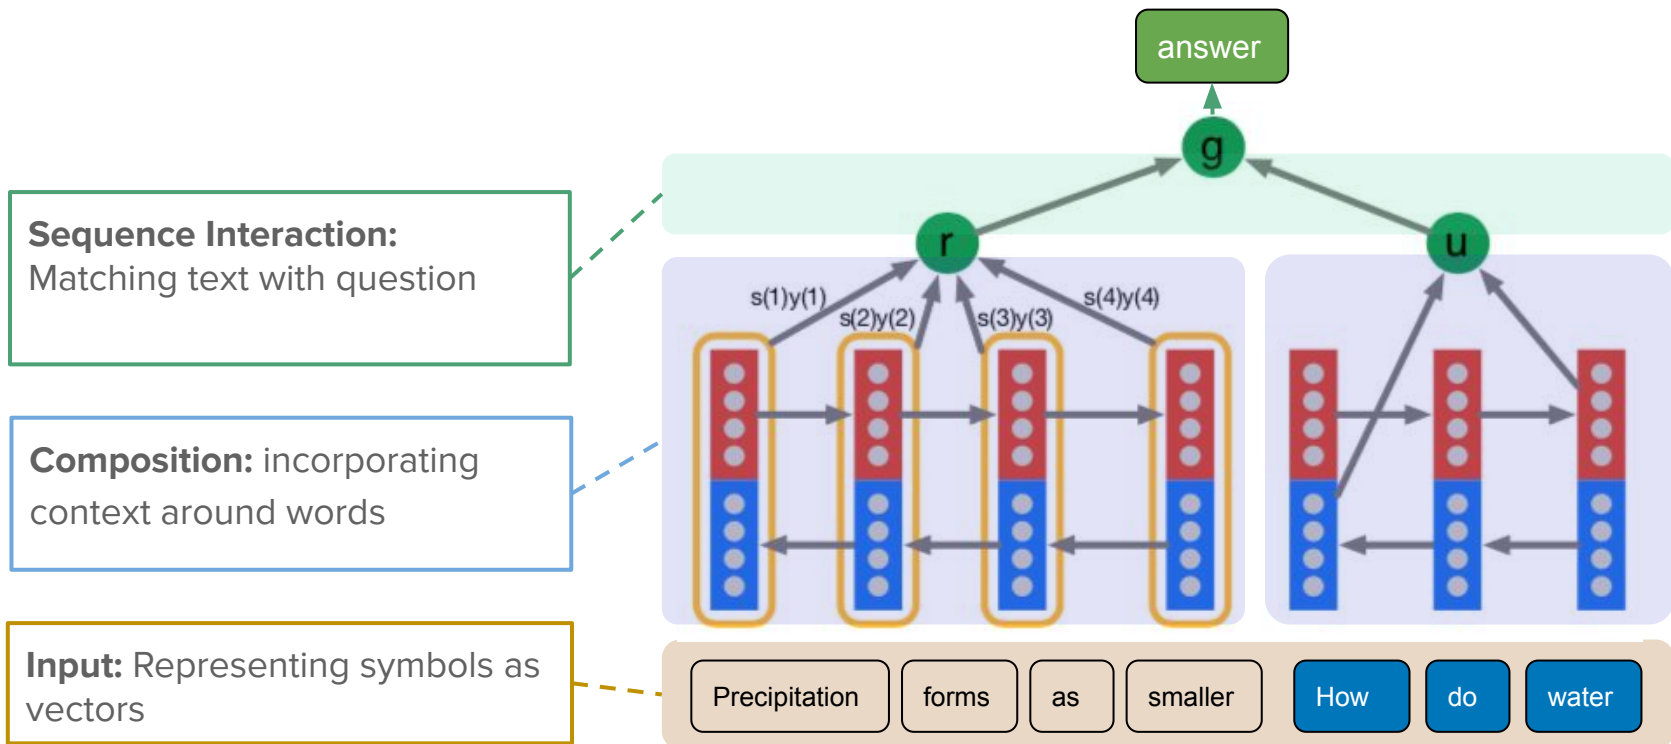 answer
g
Sequence Interaction:
Matching text with question
r
u
s(1)y(1)
s(2)y(2)
s(3)y(3)
s(4)y(4)
Composition: incorporating
context around words
Input: Representing symbols as
vectors
Precipitation forms as smaller How do water